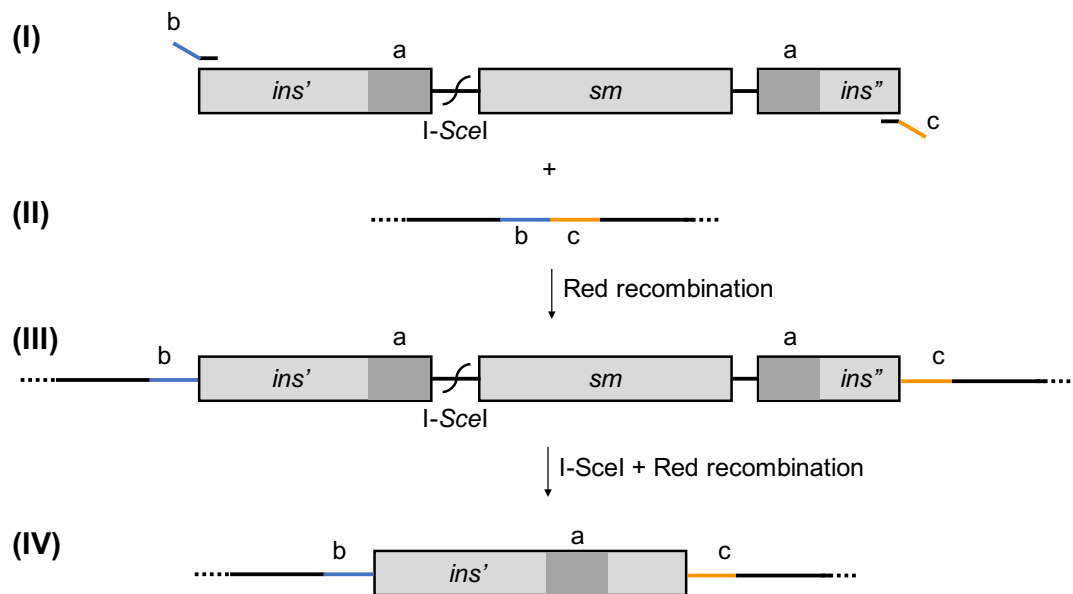 (I)
b
a
a
ins’
sm
ins’’
I-SceI
c
+
(II)
b c
Red recombination
(III)
b
a
a
c
ins’
sm
ins’’
I-SceI
I-SceI + Red recombination
(IV)
b
a
c
ins’